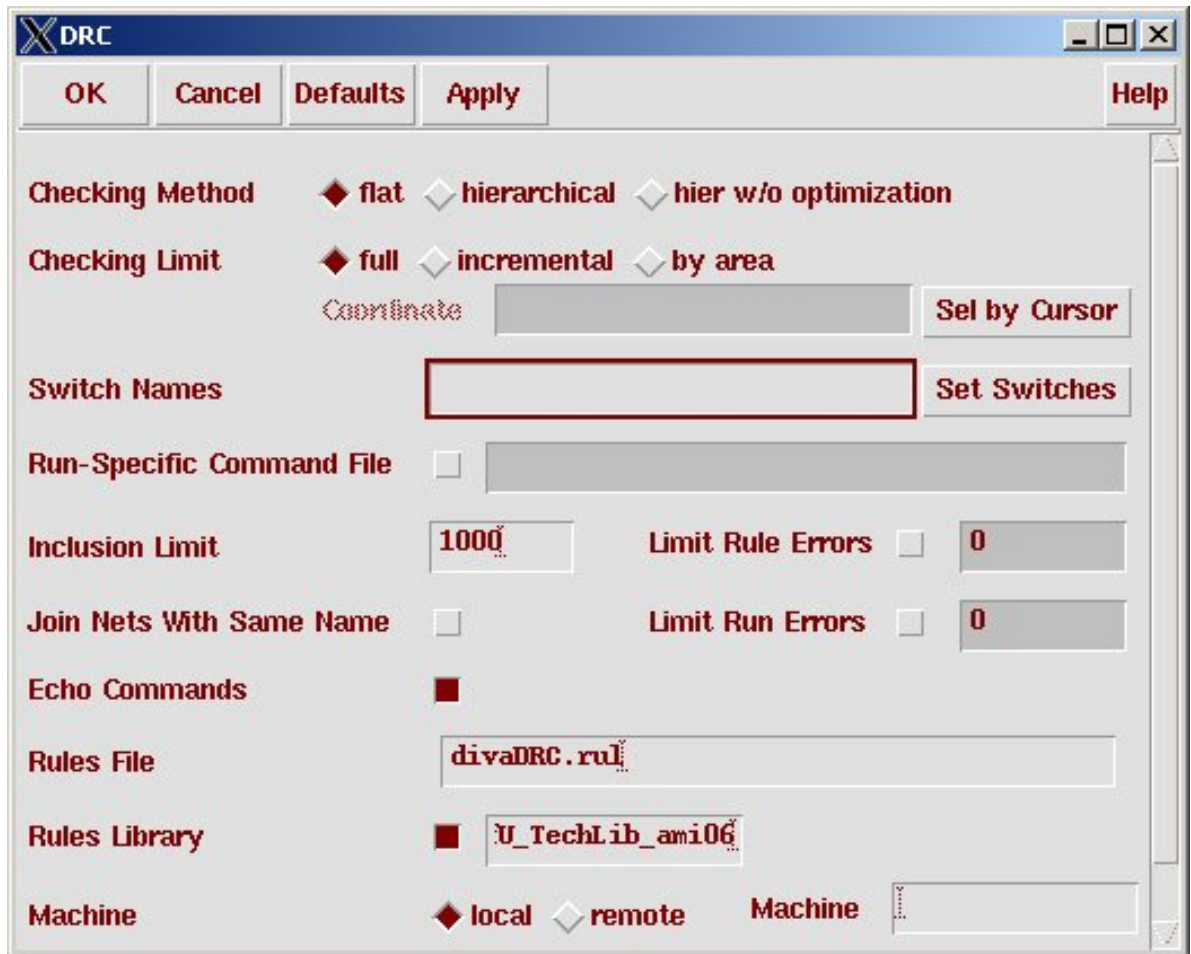 DRC
OK Cancel Defaults Apply Help
Checking Method flat hierarchical hier w/o optimization
Checking Limit full incremental by area
Coordinate Sel by Cursor
Switch Names Set Switches
Run-Specific Command File
Inclusion Limit 1000 Limit Rule Errors 0
Join Nets With Same Name Limit Run Errors 0
Echo Commands
Rules File divaDRC.rul
Rules Library U_TechLib_ami06
Machine local remote Machine